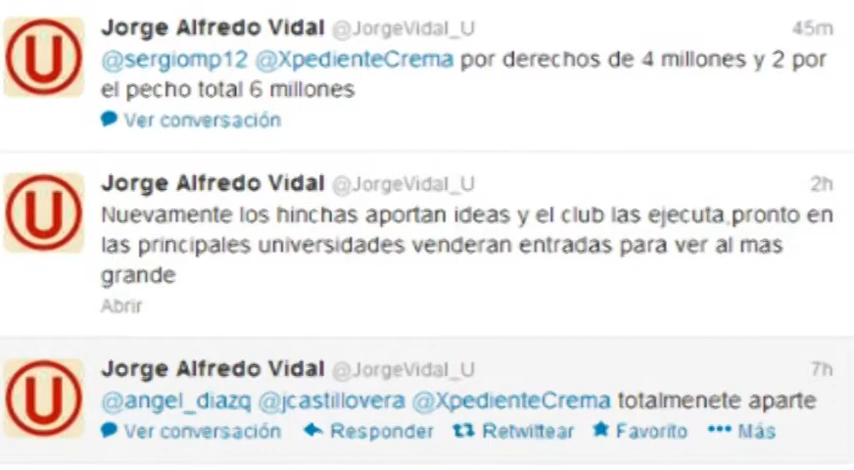 Jorge Alfredo Vidal @JorgeVidal_U 45m
@sergiomp12 @XpedienteCrema por derechos de 4 millones y 2 por
el pecho total 6 millones
Ver conversación
Jorge Alfredo Vidal @JorgeVidal_U 2h
Nuevamente los hinchas aportan ideas y el club las ejecuta,pronto en
las principales universidades venderan entradas para ver al mas
grande
Abrir
Jorge Alfredo Vidal @JorgeVidal_U 7h
@angel_diazq @jcastillovera @XpedienteCrema totalmenete aparte
Ver conversación Responder Retwittear Favorito Más
U
U
U